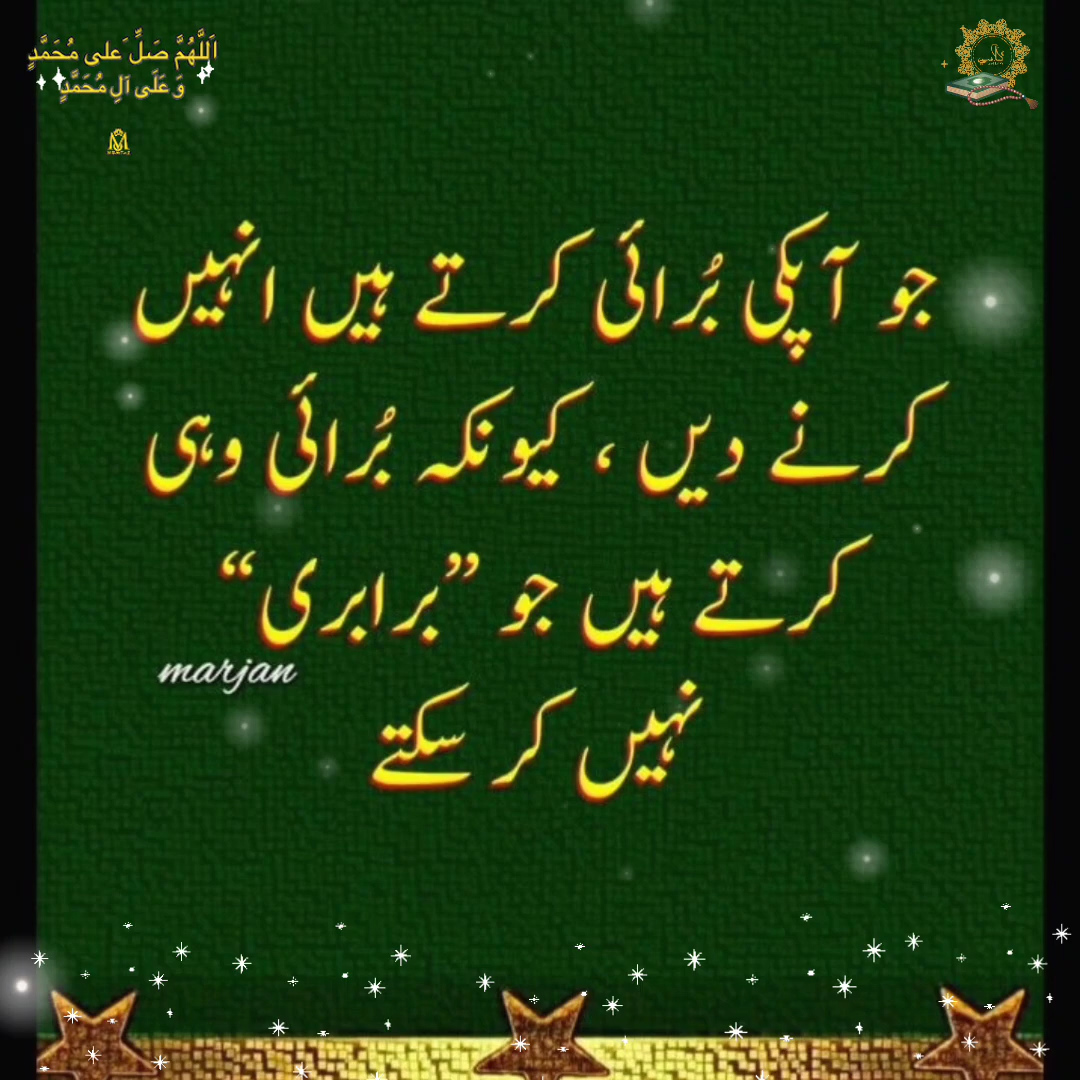 اَللّٰهُمَّ صَلِّ عَلی مُحَمَّدٍ
وَ عَلَی آلِ مُحَمَّدٍ
جو آپکی بُرائی کرتے ہیں انہیں
کرنے دیں ، کیونکہ بُرائی وہی
کرتے ہیں جو ”برابری“
marjan
نہیں کر سکتے